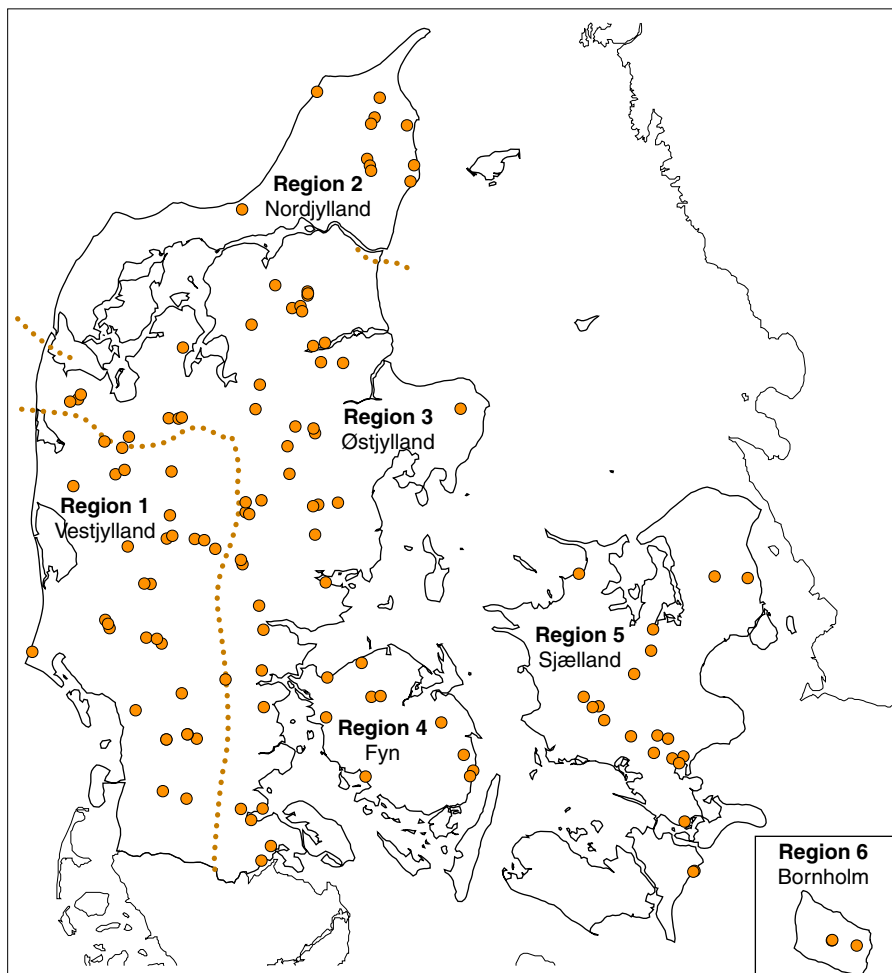 Region 2
Nordjylland
Region 3
Østjylland
Region 1
Vestjylland
Region 5
Sjælland
Region 4
Fyn
Region 6
Bornholm